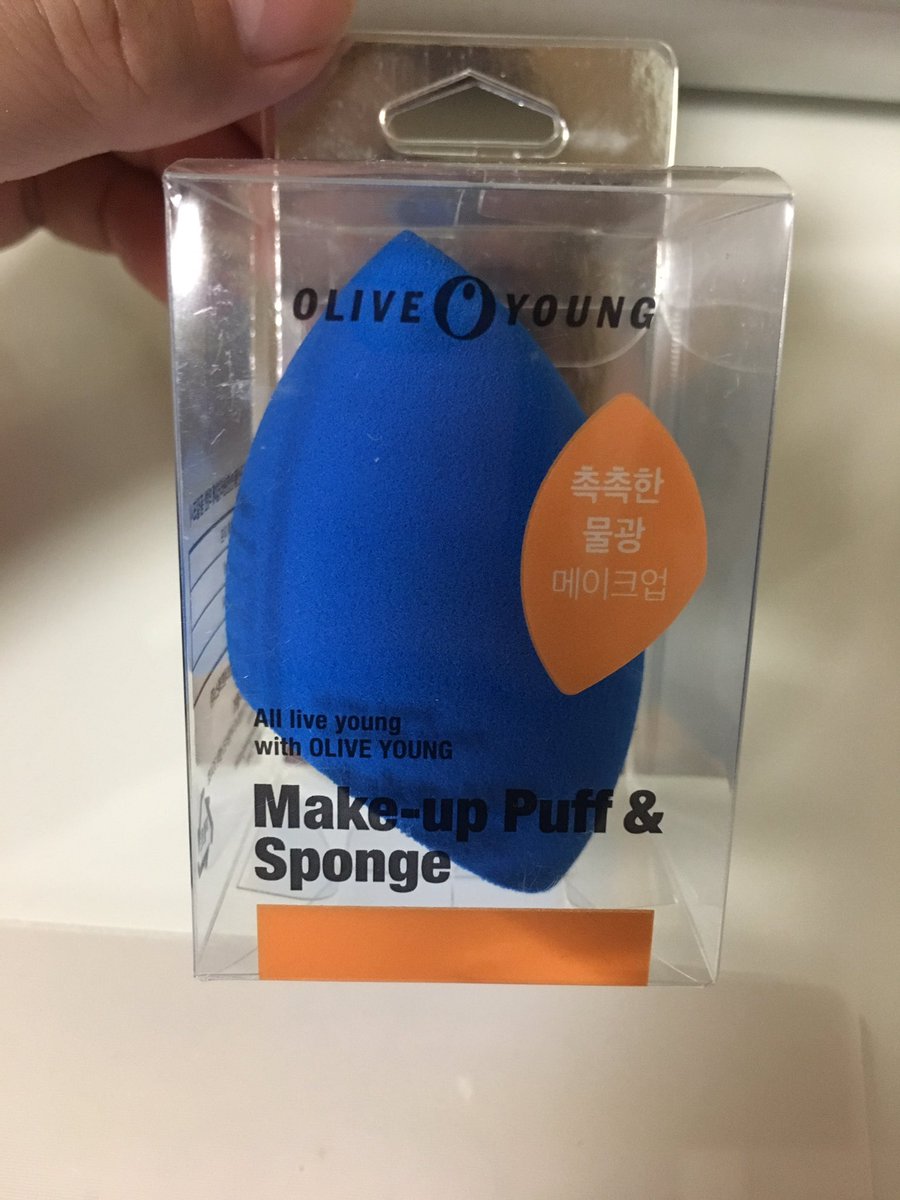 OLIVE YOUNG
촉촉한
물광
메이크업
All live young
with OLIVE YOUNG
Make-up Puff &
Sponge